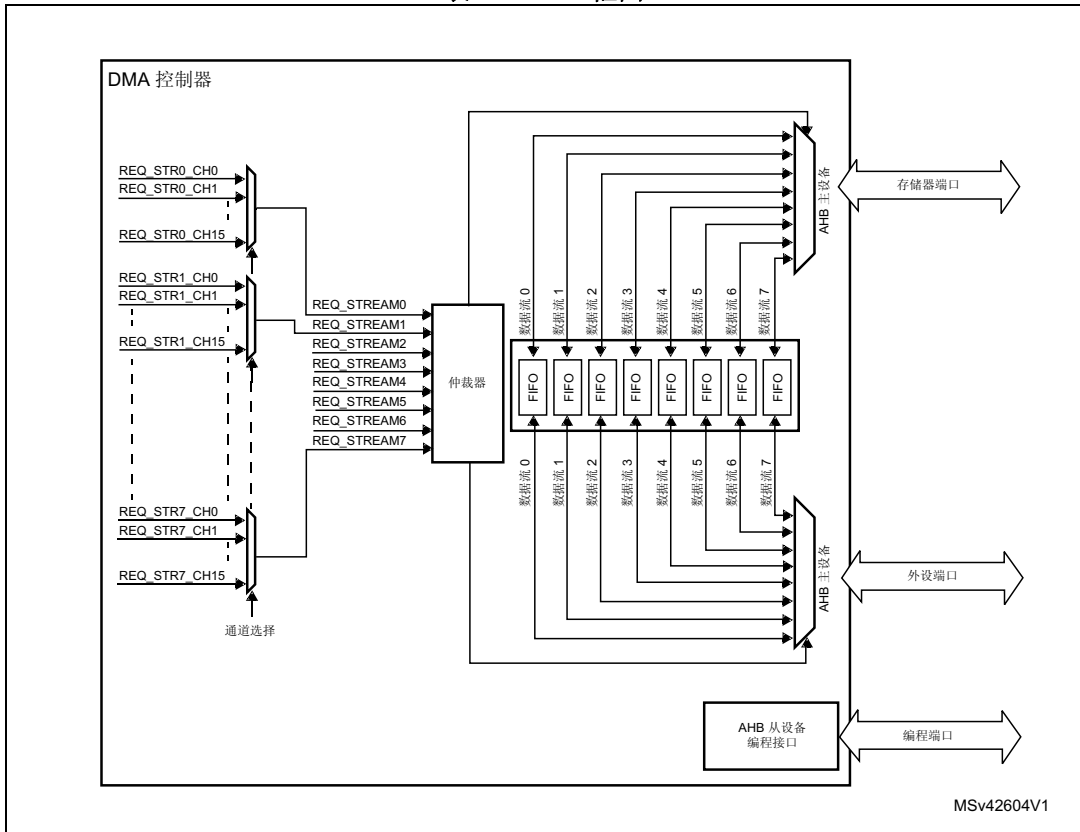 DMA 控制器
REQ_STR0_CH0
REQ_STR0_CH1
REQ_STR0_CH15
REQ_STR1_CH0
REQ_STR1_CH1
REQ_STR1_CH15
REQ_STR7_CH0
REQ_STR7_CH1
REQ_STR7_CH15
通道选择
REQ_STREAM0
REQ_STREAM1
REQ_STREAM2
REQ_STREAM3
REQ_STREAM4
REQ_STREAM5
REQ_STREAM6
REQ_STREAM7
仲裁器
数据流 0
数据流 1
数据流 2
数据流 3
数据流 4
数据流 5
数据流 6
数据流 7
FIFO
FIFO
FIFO
FIFO
FIFO
FIFO
FIFO
FIFO
数据流 0
数据流 1
数据流 2
数据流 3
数据流 4
数据流 5
数据流 6
数据流 7
AHB 主设备
存储器端口
AHB 主设备
外设端口
AHB 从设备
编程接口
编程端口
MSv42604V1